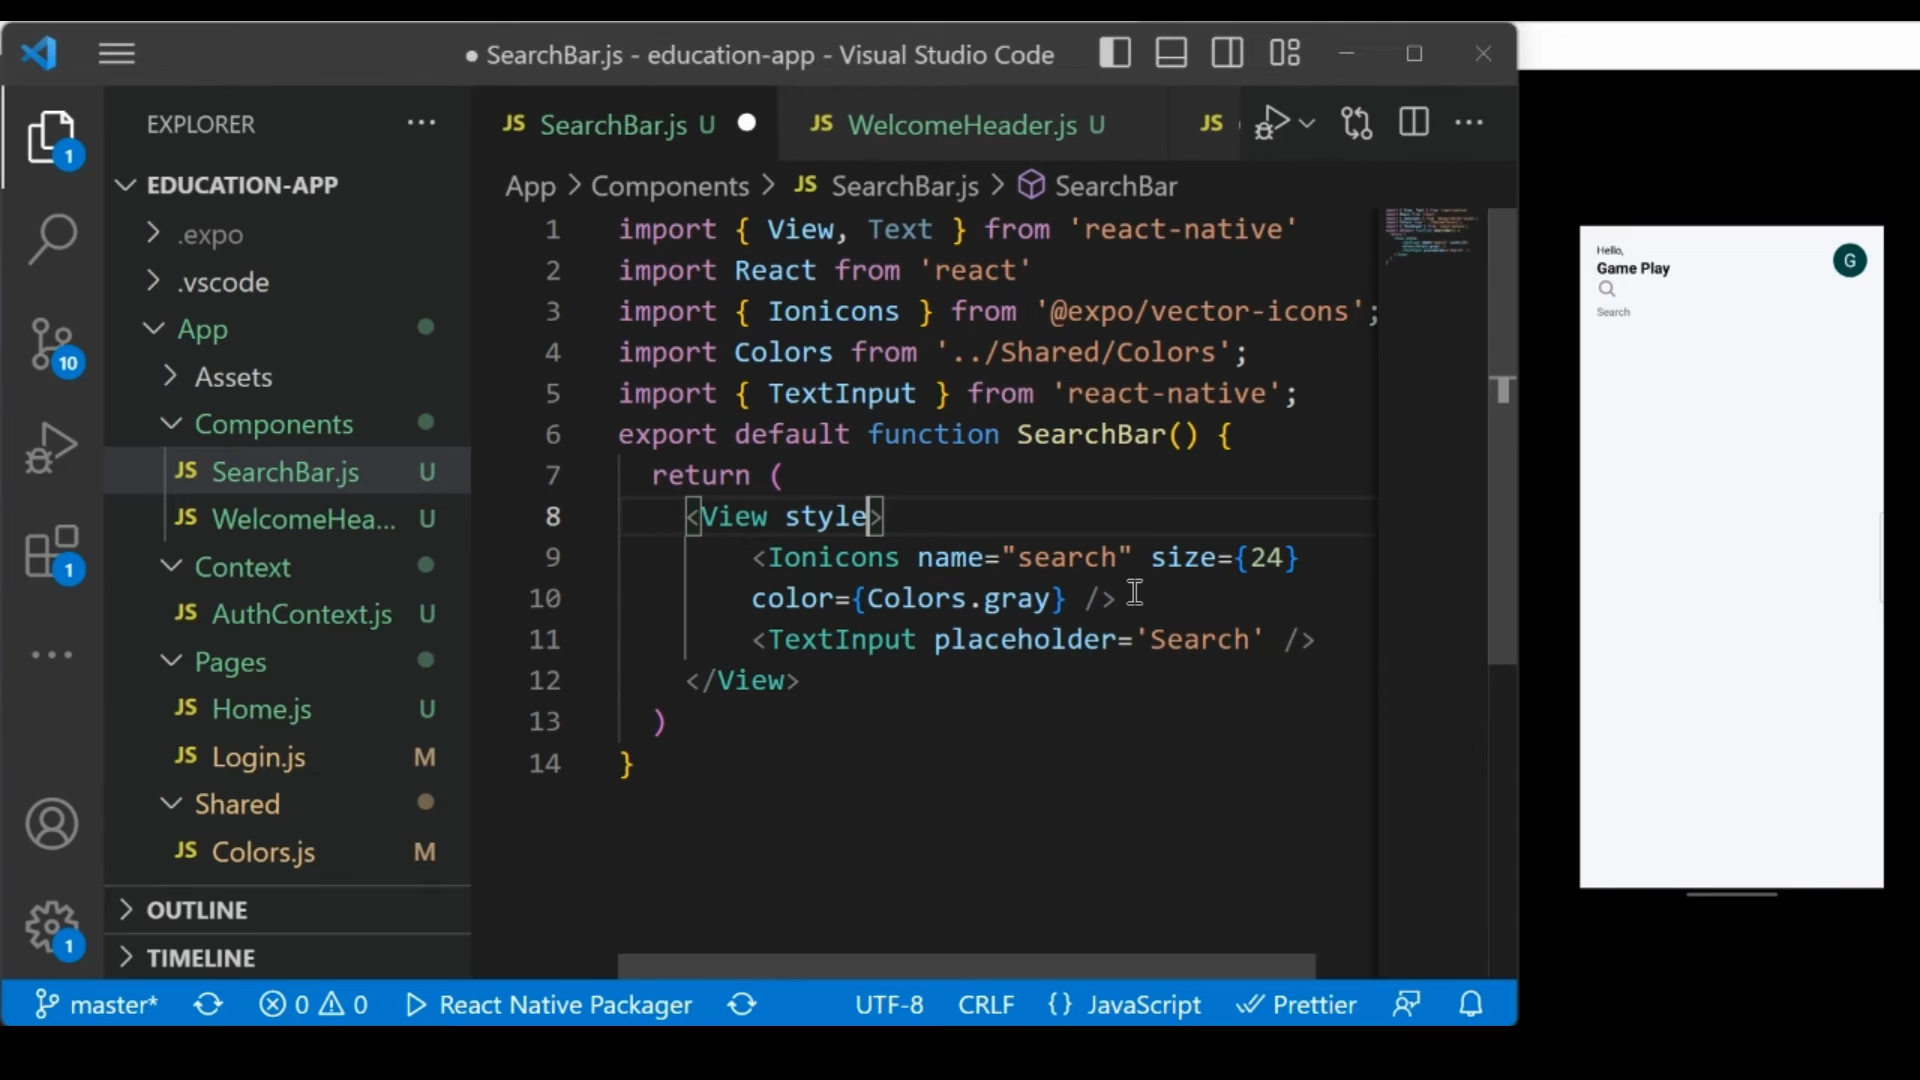 SearchBar.js - education-app - Visual Studio Code
EXPLORER
EDUCATION-APP
.expo
.vscode
App
Assets
Components
JS SearchBar.js U
JS WelcomeHea... U
Context
JS AuthContext.js U
Pages
JS Home.js U
JS Login.js M
Shared
JS Colors.js M
OUTLINE
TIMELINE
1
10
1
1
JS SearchBar.js U
JS WelcomeHeader.js U
JS
App > Components > JS SearchBar.js > SearchBar
1 import { View, Text } from 'react-native'
2 import React from 'react'
3 import { Ionicons } from '@expo/vector-icons';
4 import Colors from '../Shared/Colors';
5 import { TextInput } from 'react-native';
6 export default function SearchBar() {
7 return (
8 <View style>
9 <Ionicons name="search" size={24}
10 color={Colors.gray} />
11 <TextInput placeholder='Search' />
12 </View>
13 )
14 }
master* 0 0 React Native Packager UTF-8 CRLF {} JavaScript Prettier
Hello,
Game Play
G
Search